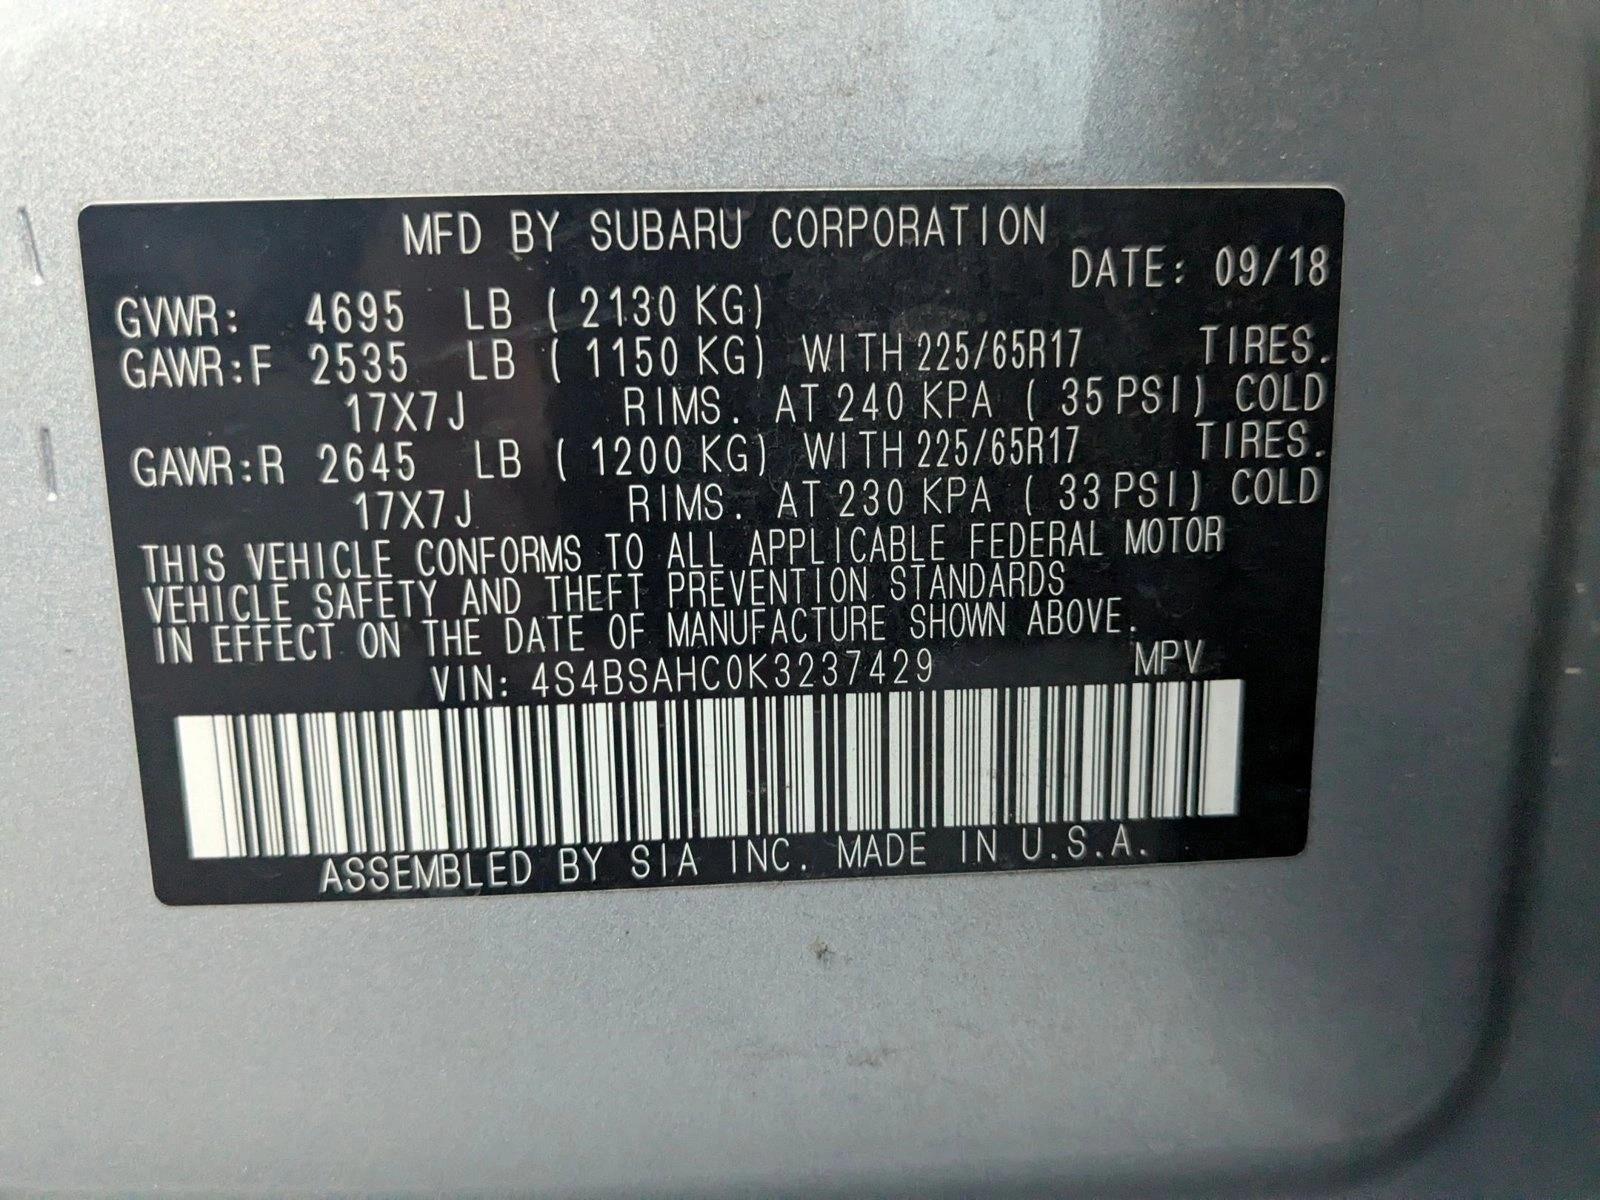 MFD BY SUBARU CORPORATION
DATE: 09/18
GVWR: 4695 LB ( 2130 KG)
GAWR:F 2535 LB ( 1150 KG) WITH 225/65R17 TIRES.
17X7J RIMS. AT 240 KPA ( 35 PSI) COLD
GAWR:R 2645 LB ( 1200 KG) WITH 225/65R17 TIRES.
17X7J RIMS. AT 230 KPA ( 33 PSI) COLD
THIS VEHICLE CONFORMS TO ALL APPLICABLE FEDERAL MOTOR
VEHICLE SAFETY AND THEFT PREVENTION STANDARDS
IN EFFECT ON THE DATE OF MANUFACTURE SHOWN ABOVE.
VIN: 4S4BSAHC0K3237429 MPV
ASSEMBLED BY SIA INC. MADE IN U.S.A.